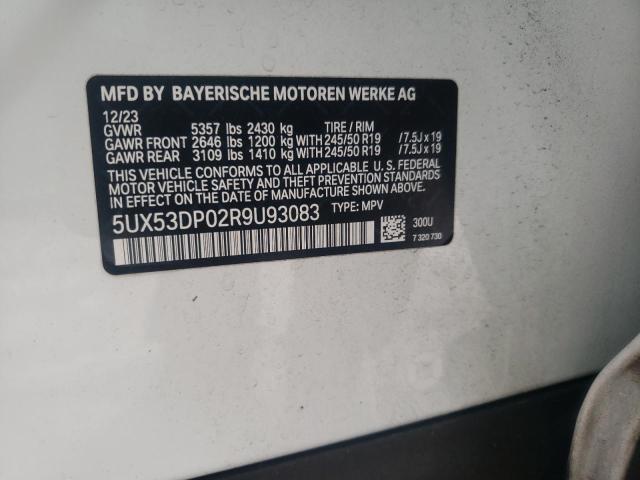 MFD BY BAYERISCHE MOTOREN WERKE AG
12/23
GVWR 5357 lbs 2430 kg TIRE / RIM
GAWR FRONT 2646 lbs 1200 kg WITH 245/50 R19 / 7.5J x 19
GAWR REAR 3109 lbs 1410 kg WITH 245/50 R19 / 7.5J x 19
THIS VEHICLE CONFORMS TO ALL APPLICABLE U. S. FEDERAL
MOTOR VEHICLE SAFETY AND THEFT PREVENTION STANDARDS
IN EFFECT ON THE DATE OF MANUFACTURE SHOWN ABOVE.
5UX53DP02R9U93083 TYPE: MPV
300U
7 320 730